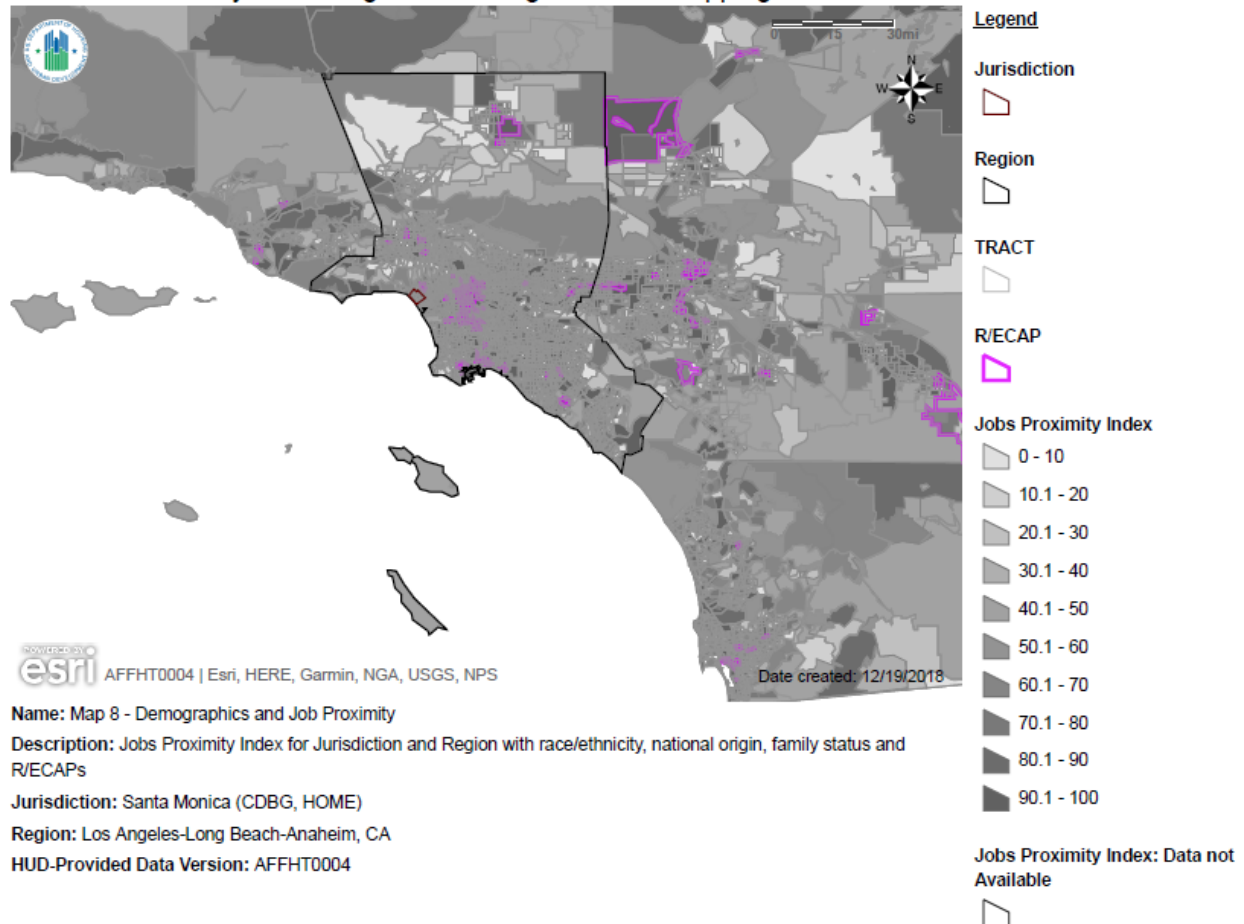 Legend
0 15 30mi
N
W E
S
Jurisdiction
Region
TRACT
R/ECAP
Jobs Proximity Index
0 - 10
10.1 - 20
20.1 - 30
30.1 - 40
40.1 - 50
50.1 - 60
60.1 - 70
70.1 - 80
80.1 - 90
90.1 - 100
Jobs Proximity Index: Data not
Available
POWERED BY
esri AFFHT0004 | Esri, HERE, Garmin, NGA, USGS, NPS
Date created: 12/19/2018
Name: Map 8 - Demographics and Job Proximity
Description: Jobs Proximity Index for Jurisdiction and Region with race/ethnicity, national origin, family status and
R/ECAPs
Jurisdiction: Santa Monica (CDBG, HOME)
Region: Los Angeles-Long Beach-Anaheim, CA
HUD-Provided Data Version: AFFHT0004